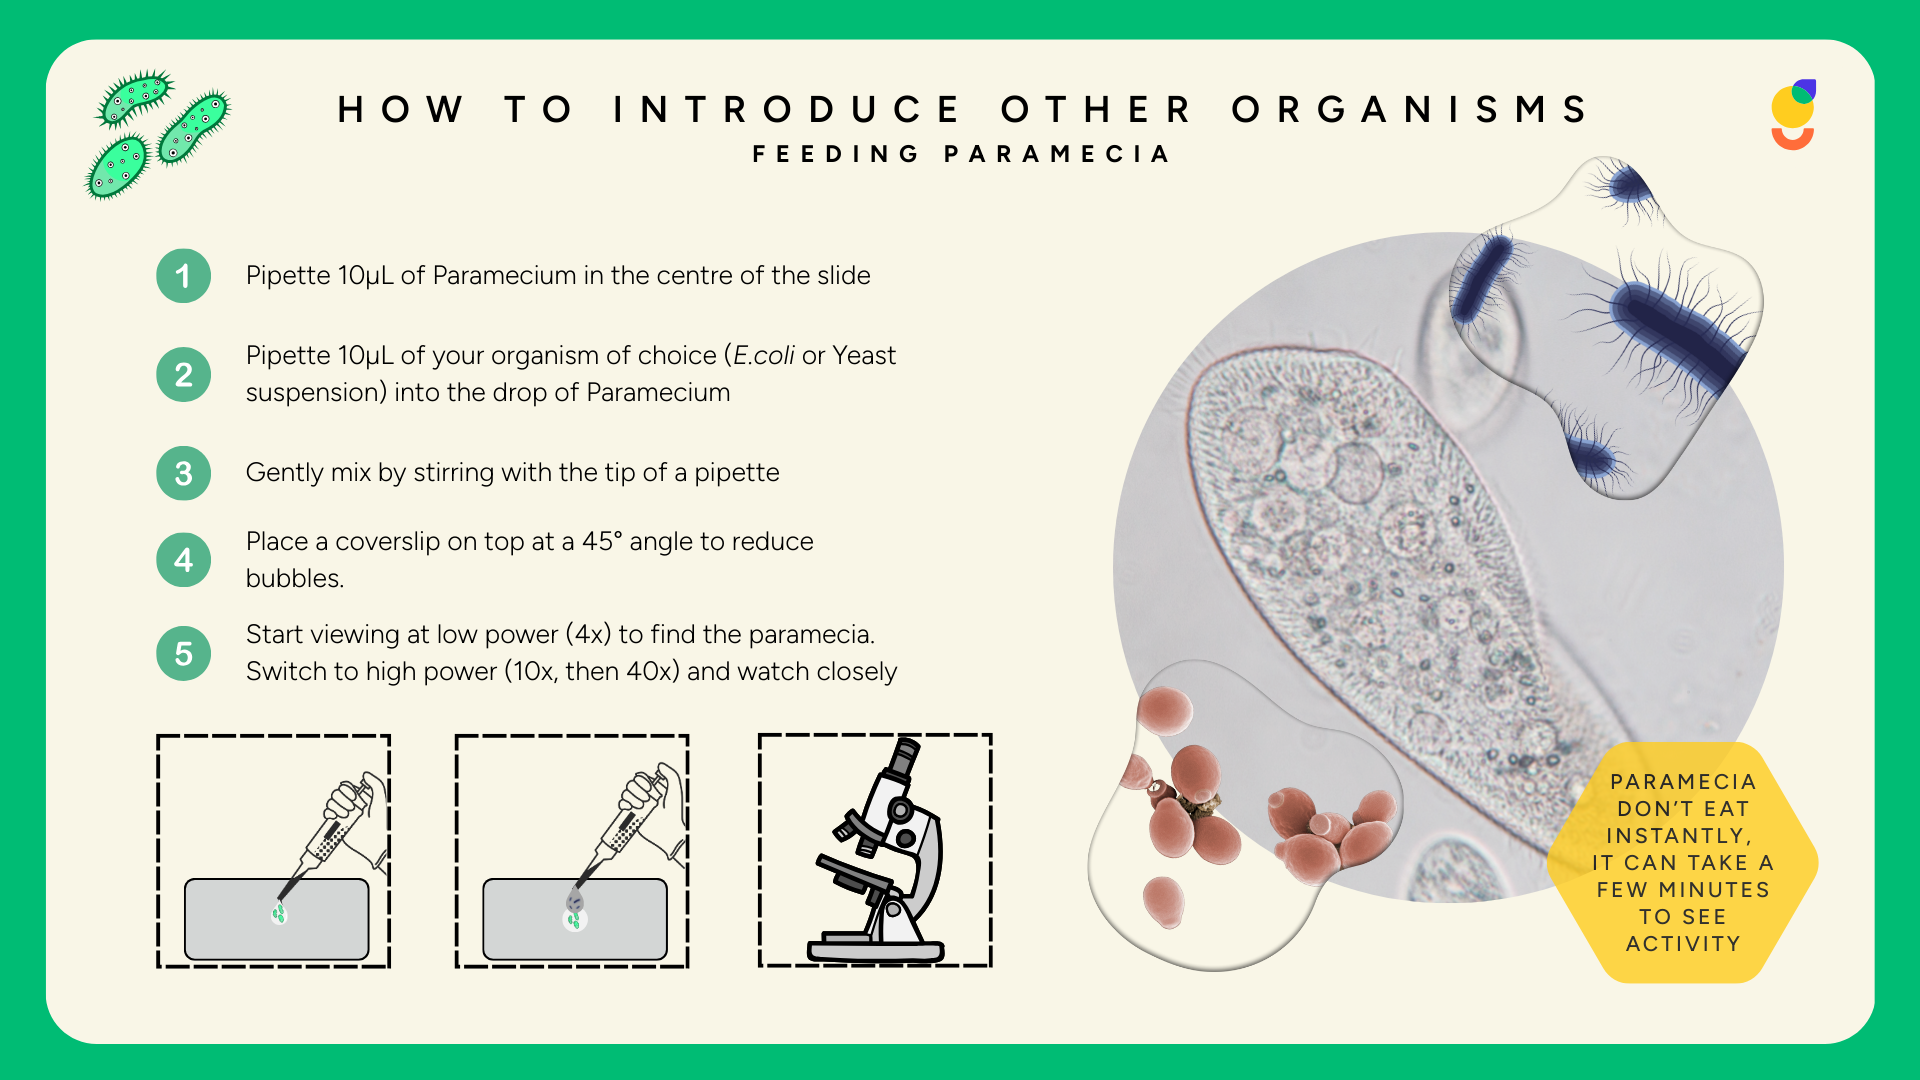 HOW TO INTRODUCE OTHER ORGANISMS
FEEDING PARAMECIA
1
Pipette 10µL of Paramecium in the centre of the slide
2
Pipette 10µL of your organism of choice (E.coli or Yeast
suspension) into the drop of Paramecium
3
Gently mix by stirring with the tip of a pipette
4
Place a coverslip on top at a 45° angle to reduce
bubbles.
5
Start viewing at low power (4x) to find the paramecia.
Switch to high power (10x, then 40x) and watch closely
PARAMECIA
DON'T EAT
INSTANTLY,
IT CAN TAKE A
FEW MINUTES
TO SEE
ACTIVITY